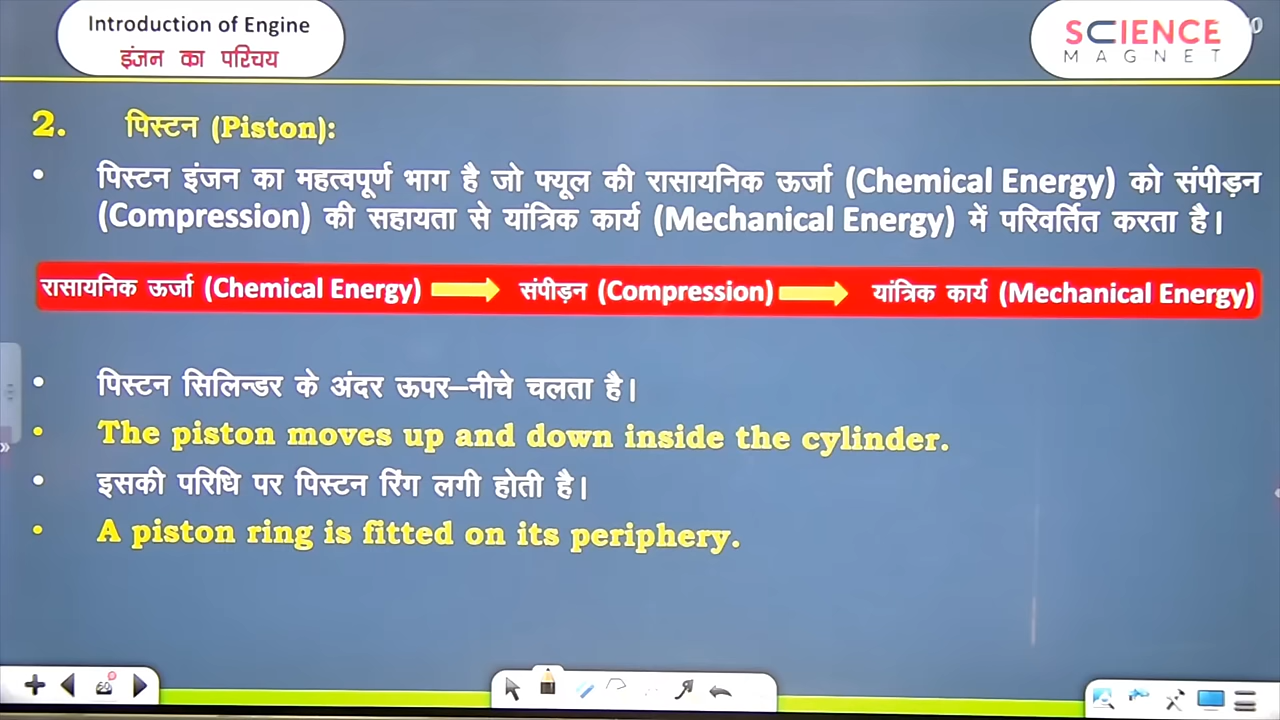 Introduction of Engine
इंजन का परिचय
SCIENCE
MAGNET
2. पिस्टन (Piston):
• पिस्टन इंजन का महत्वपूर्ण भाग है जो फ्यूल की रासायनिक ऊर्जा (Chemical Energy) को संपीड़न
(Compression) की सहायता से यांत्रिक कार्य (Mechanical Energy) में परिवर्तित करता है।
रासायनिक ऊर्जा (Chemical Energy) संपीड़न (Compression) यांत्रिक कार्य (Mechanical Energy)
• पिस्टन सिलिन्डर के अंदर ऊपर–नीचे चलता है।
• The piston moves up and down inside the cylinder.
• इसकी परिधि पर पिस्टन रिंग लगी होती है।
• A piston ring is fitted on its periphery.